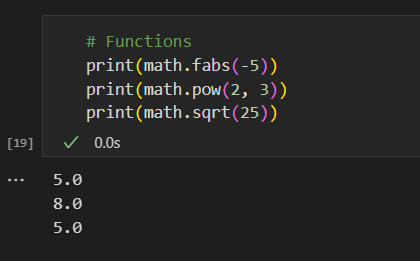 # Functions
print(math.fabs(-5))
print(math.pow(2, 3))
print(math.sqrt(25))
[19] ✓ 0.0s
... 5.0
8.0
5.0